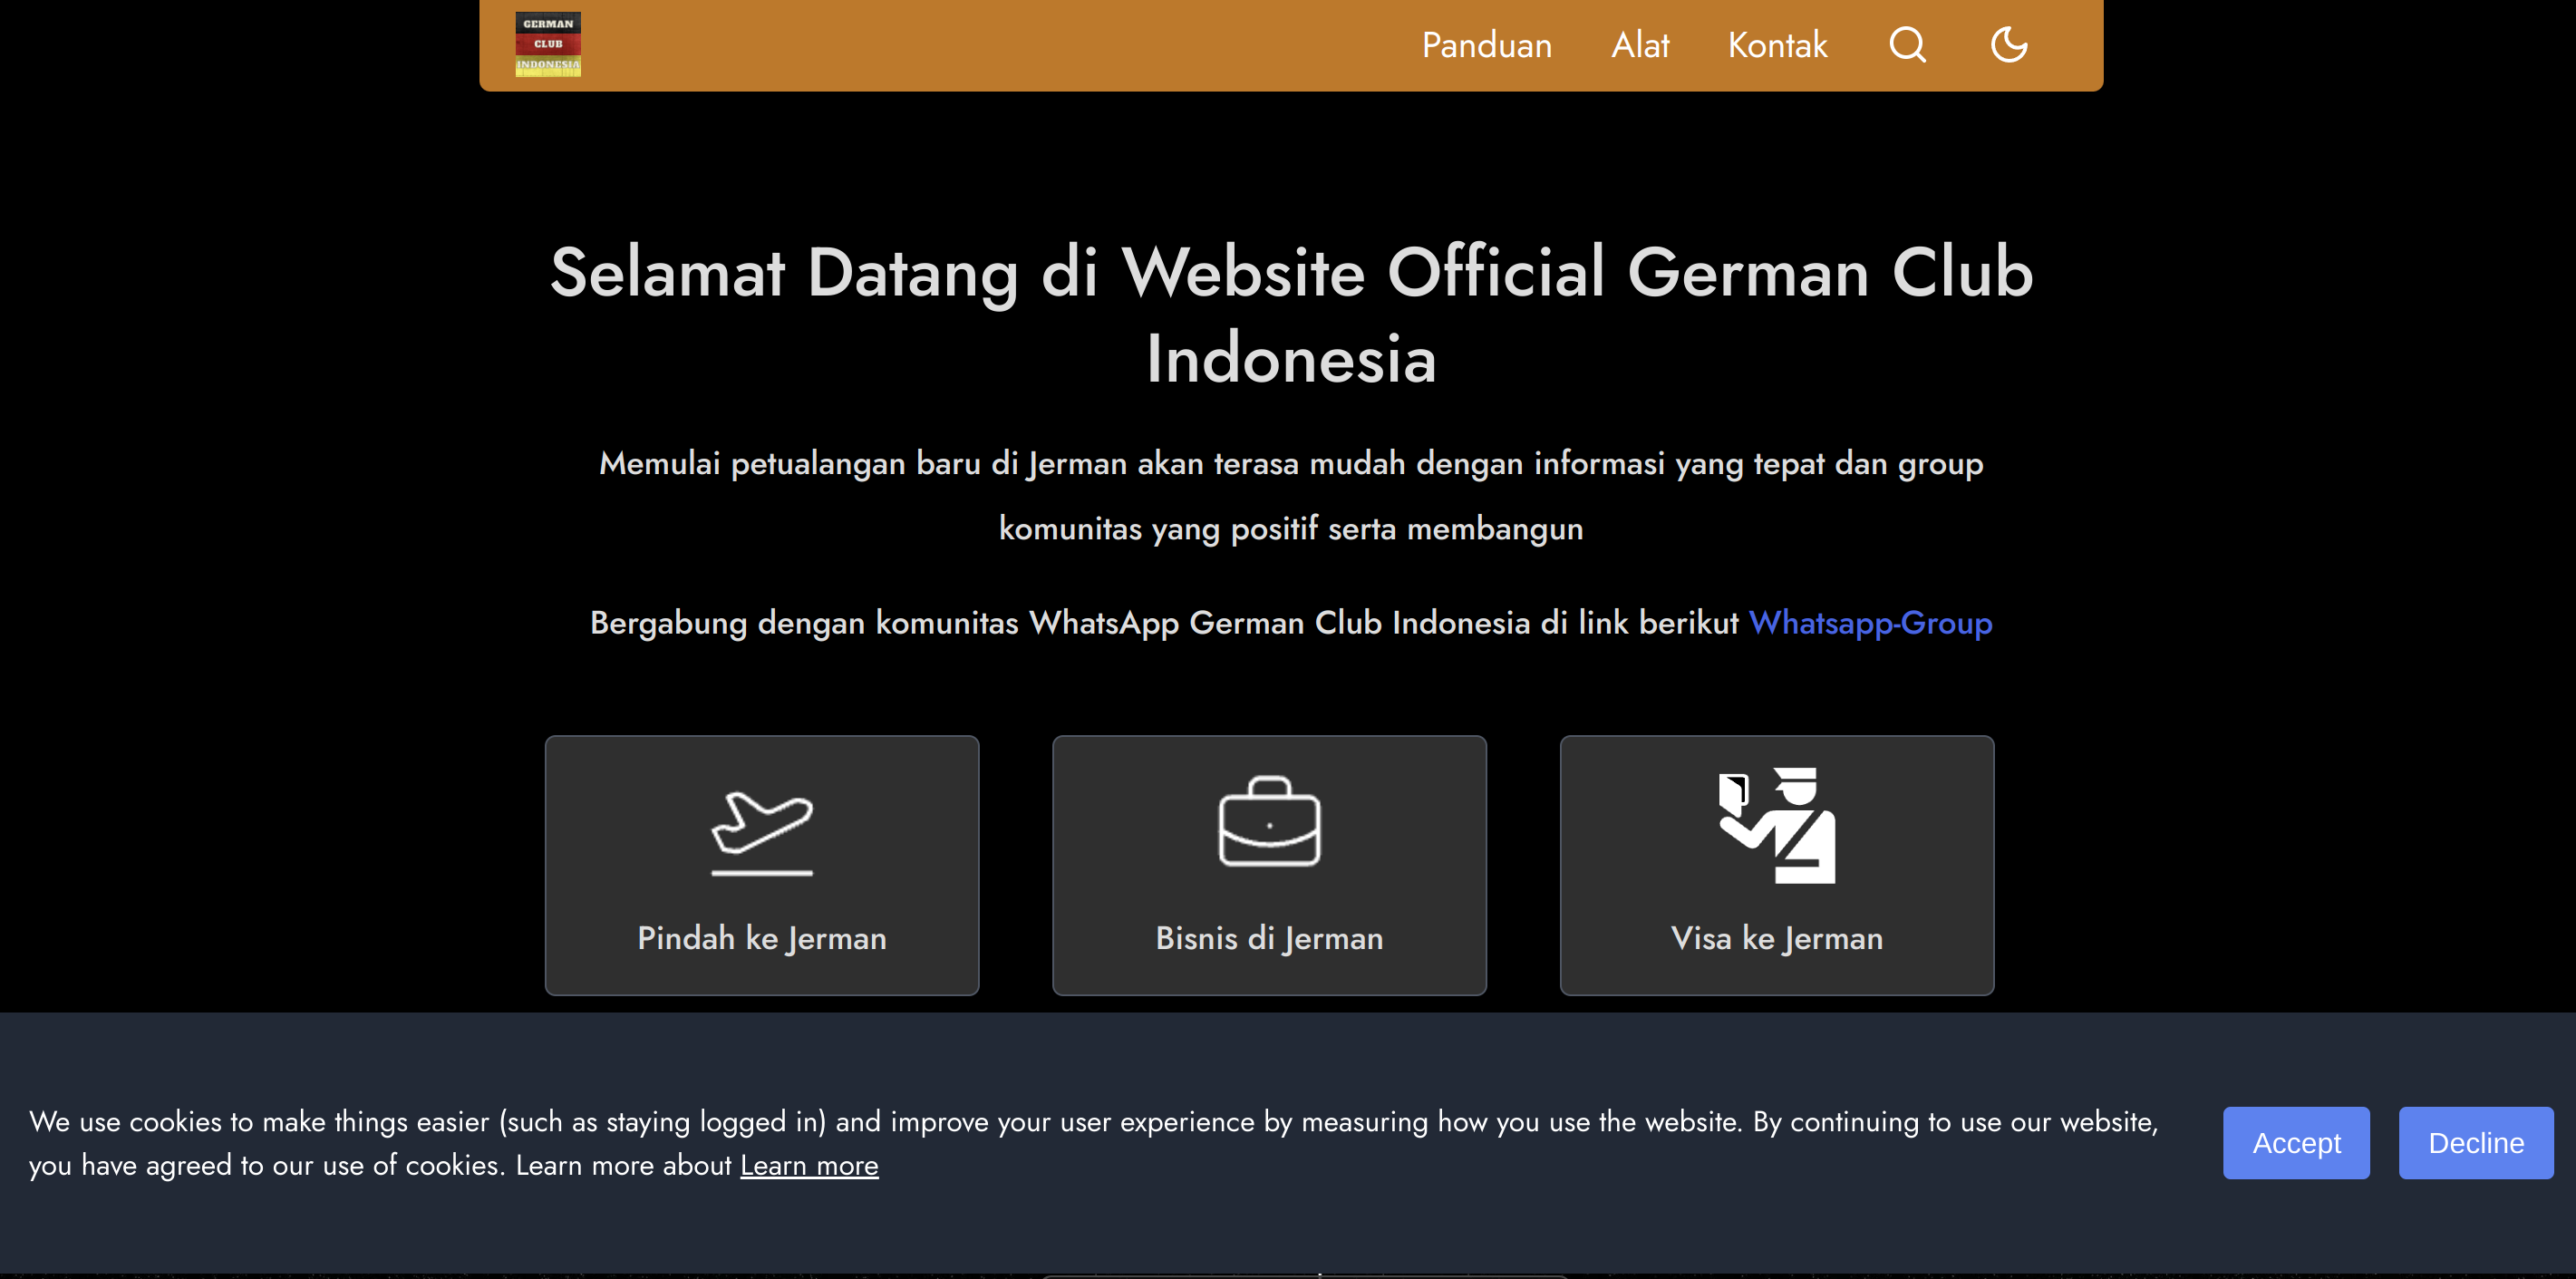 GERMAN
CLUB
INDONESIA
Panduan Alat Kontak
Selamat Datang di Website Official German Club
Indonesia
Memulai petualangan baru di Jerman akan terasa mudah dengan informasi yang tepat dan group
komunitas yang positif serta membangun
Bergabung dengan komunitas WhatsApp German Club Indonesia di link berikut Whatsapp-Group
Pindah ke Jerman
Bisnis di Jerman
Visa ke Jerman
We use cookies to make things easier (such as staying logged in) and improve your user experience by measuring how you use the website. By continuing to use our website,
you have agreed to our use of cookies. Learn more about Learn more
Accept
Decline